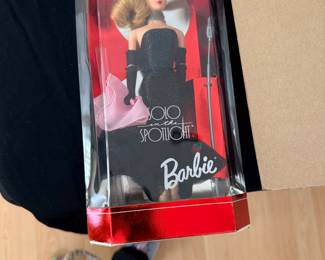 SOLO
in the
SPOTLIGHT
Barbie